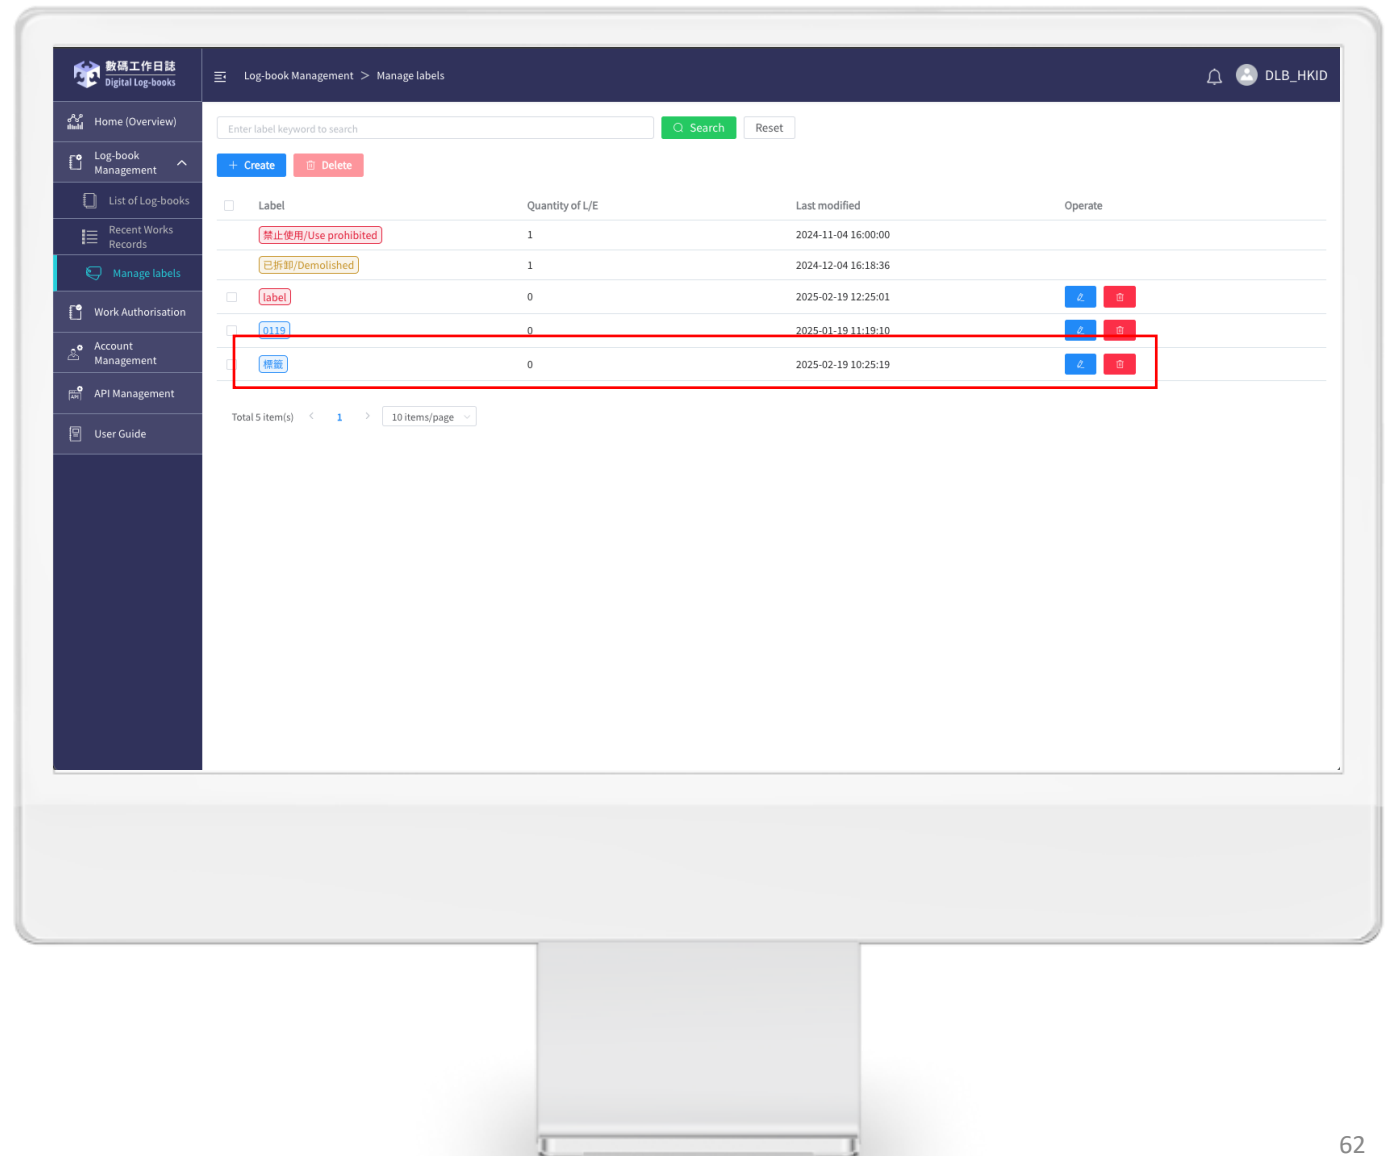 數碼工作日誌
Digital Log-books
Log-book Management > Manage labels
DLB_HKID
Home (Overview)
Log-book
Management
List of Log-books
Recent Works
Records
Manage labels
Work Authorisation
Account
Management
API Management
User Guide
Enter label keyword to search
Search Reset
+ Create Delete
Label Quantity of L/E Last modified Operate
禁止使用/Use prohibited 1 2024-11-04 16:00:00
已拆卸/Demolished 1 2024-12-04 16:18:36
label 0 2025-02-19 12:25:01
0119 0 2025-01-19 11:19:10
標籤 0 2025-02-19 10:25:19
Total 5 item(s) < 1 > 10 items/page
62